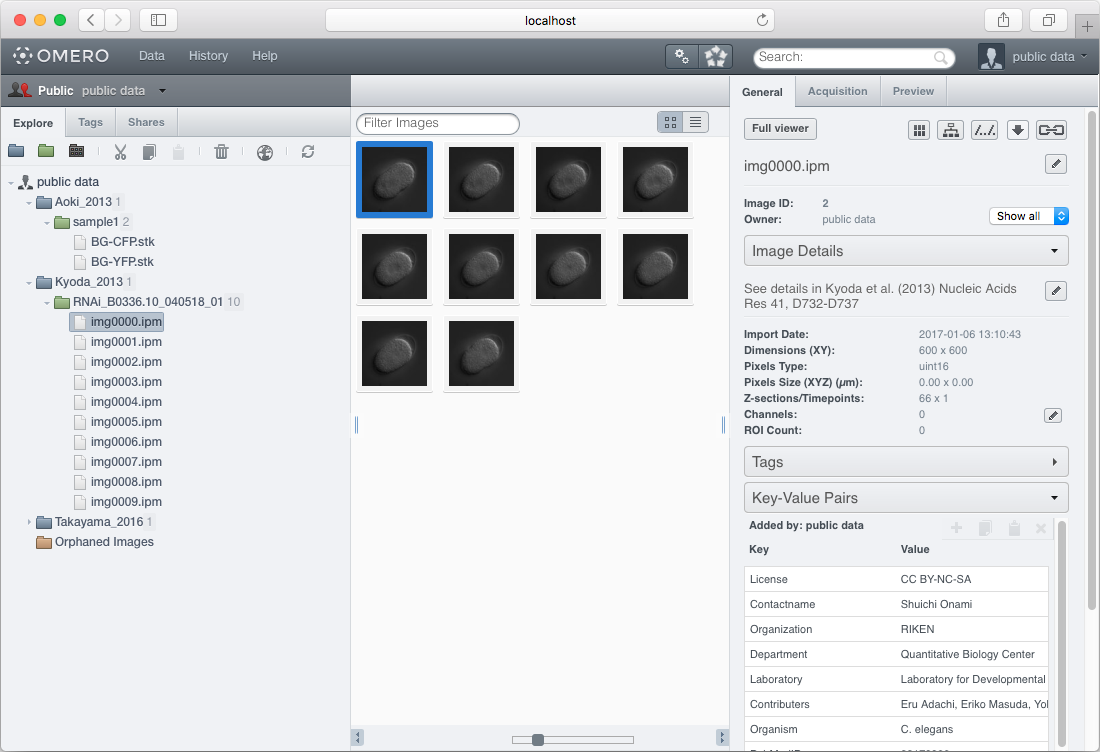 localhost
OMERO Data History Help Search: public data
Public public data
Explore Tags Shares
public data
Aoki_2013 1
sample1 2
BG-CFP.stk
BG-YFP.stk
Kyoda_2013 1
RNAi_B0336.10_040518_01 10
img0000.ipm
img0001.ipm
img0002.ipm
img0003.ipm
img0004.ipm
img0005.ipm
img0006.ipm
img0007.ipm
img0008.ipm
img0009.ipm
Takayama_2016 1
Orphaned Images
Filter Images
General Acquisition Preview
Full viewer
img0000.ipm
Image ID: 2
Owner: public data
Show all
Image Details
See details in Kyoda et al. (2013) Nucleic Acids
Res 41, D732-D737
Import Date: 2017-01-06 13:10:43
Dimensions (XY): 600 x 600
Pixels Type: uint16
Pixels Size (XYZ) (µm): 0.00 x 0.00
Z-sections/Timepoints: 66 x 1
Channels: 0
ROI Count: 0
Tags
Key-Value Pairs
Added by: public data
Key Value
License CC BY-NC-SA
Contactname Shuichi Onami
Organization RIKEN
Department Quantitative Biology Center
Laboratory Laboratory for Developmental
Contributers Eru Adachi, Eriko Masuda,
Organism C. elegans